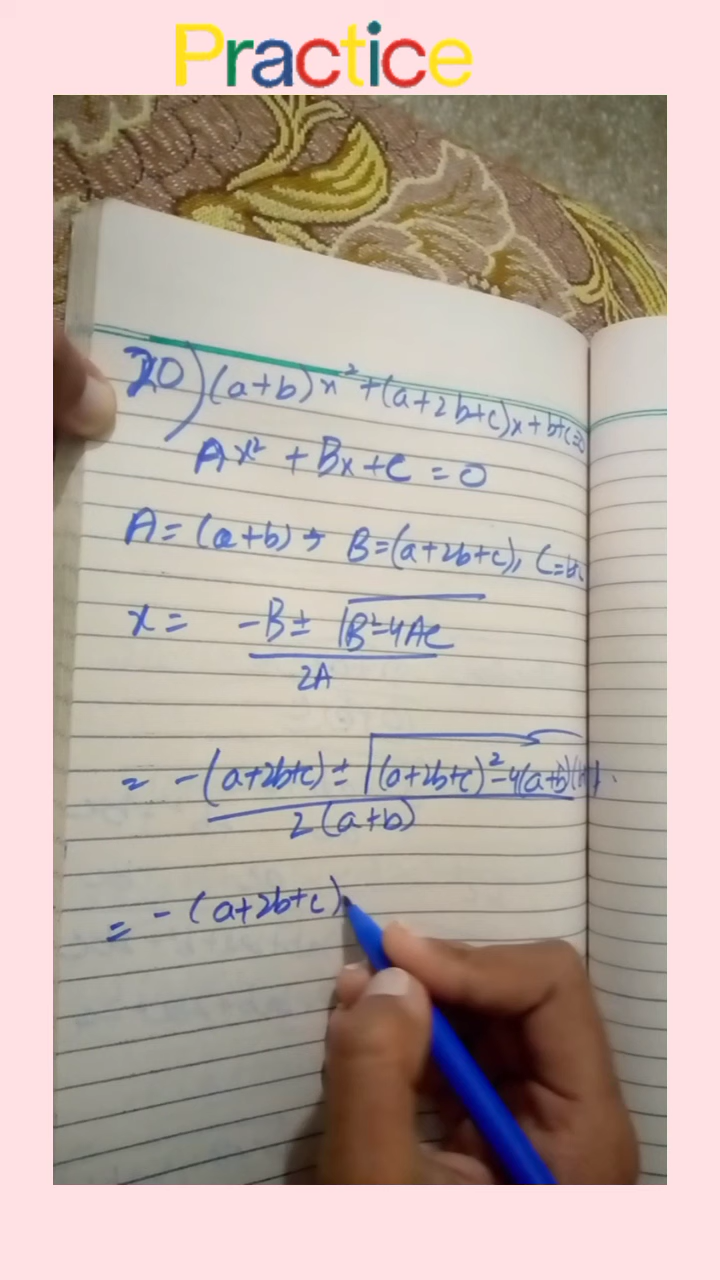 Practice
20) (a+b)x²+(a+2b+c)x+b+c=0
Ax² + Bx + C = 0
A = (a+b) , B=(a+2b+c), C=b+c
x = -B ± √B²-4AC
2A
= -(a+2b+c) ± √(a+2b+c)²-4(a+b)
2(a+b)
= -(a+2b+c)